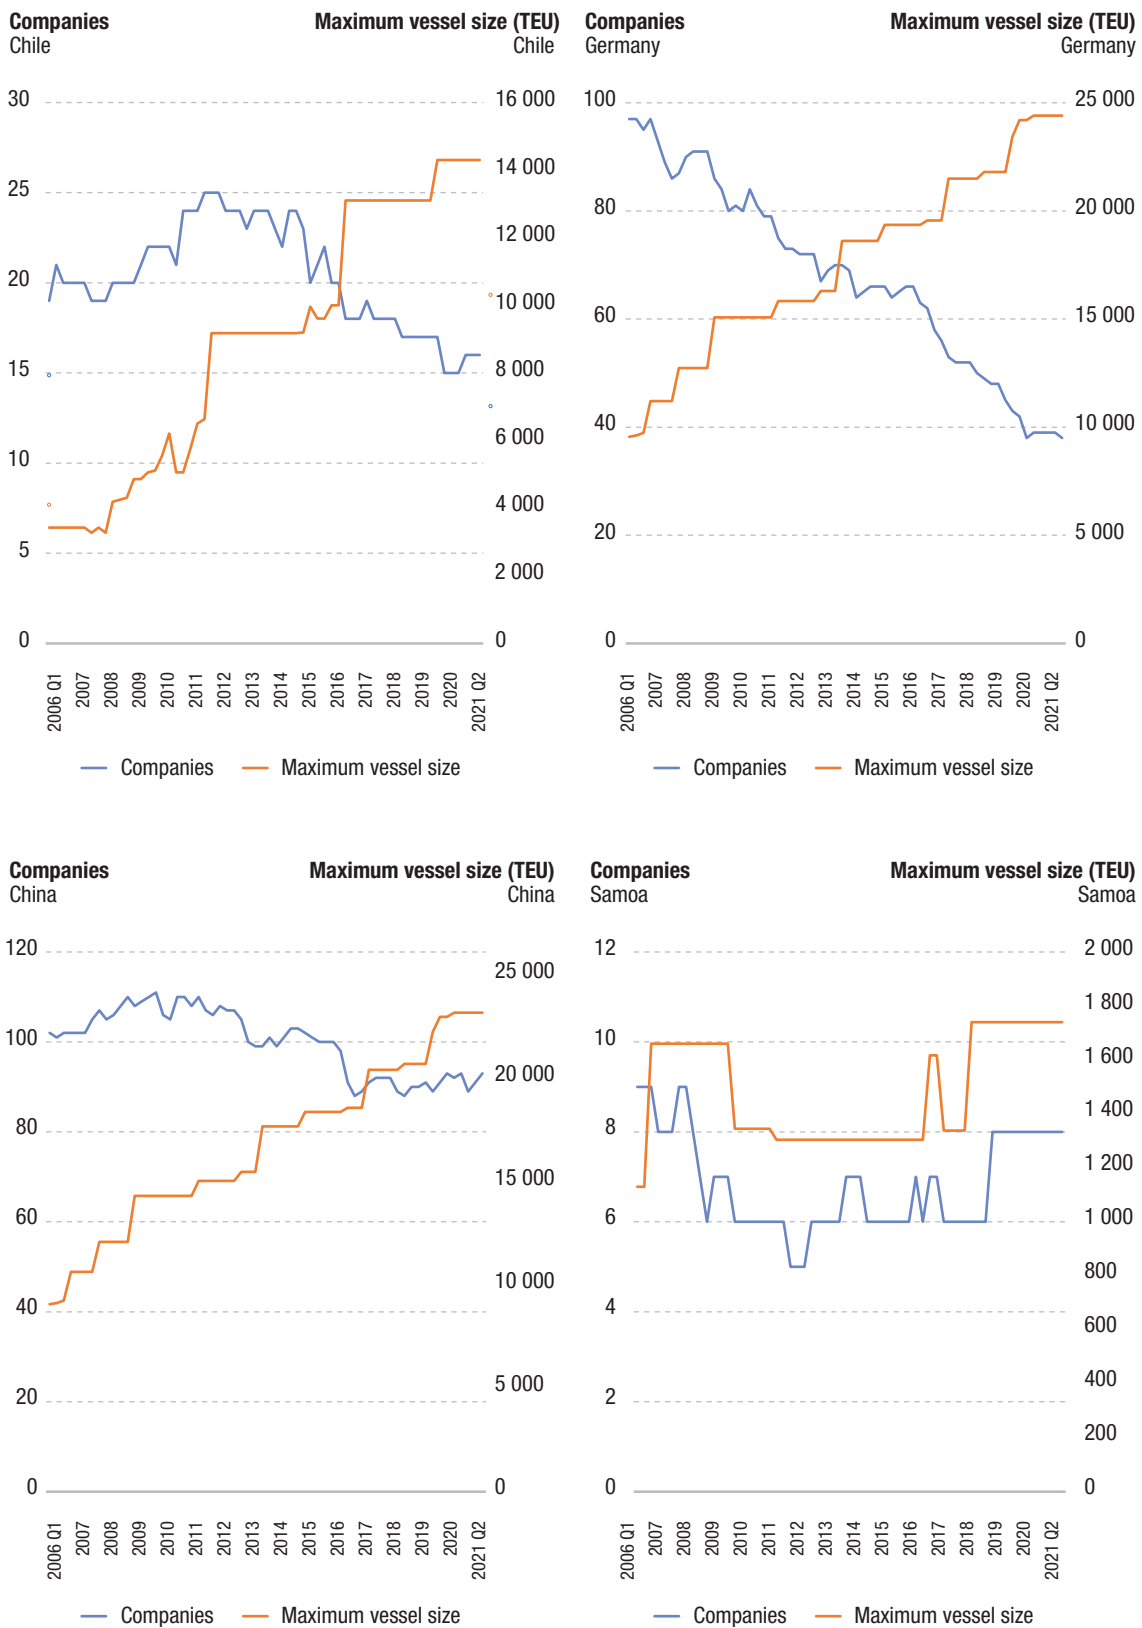 Companies Maximum vessel size (TEU)
Chile Chile
30 16 000
25 14 000
20 12 000
15 10 000
10 8 000
5 6 000
0 4 000
2 000
0
2006 Q1 2007 2008 2009 2010 2011 2012 2013 2014 2015 2016 2017 2018 2019 2020 2021 Q2
Companies Maximum vessel size
Companies Maximum vessel size (TEU)
Germany Germany
100 25 000
80 20 000
60 15 000
40 10 000
20 5 000
0 0
2006 Q1 2007 2008 2009 2010 2011 2012 2013 2014 2015 2016 2017 2018 2019 2020 2021 Q2
Companies Maximum vessel size
Companies Maximum vessel size (TEU)
China China
120 25 000
100 20 000
80 15 000
60 10 000
40 5 000
20 0
0
2006 Q1 2007 2008 2009 2010 2011 2012 2013 2014 2015 2016 2017 2018 2019 2020 2021 Q2
Companies Maximum vessel size
Companies Maximum vessel size (TEU)
Samoa Samoa
12 2 000
10 1 800
8 1 600
6 1 400
4 1 200
2 1 000
0 800
600
400
200
0
2006 Q1 2007 2008 2009 2010 2011 2012 2013 2014 2015 2016 2017 2018 2019 2020 2021 Q2
Companies Maximum vessel size